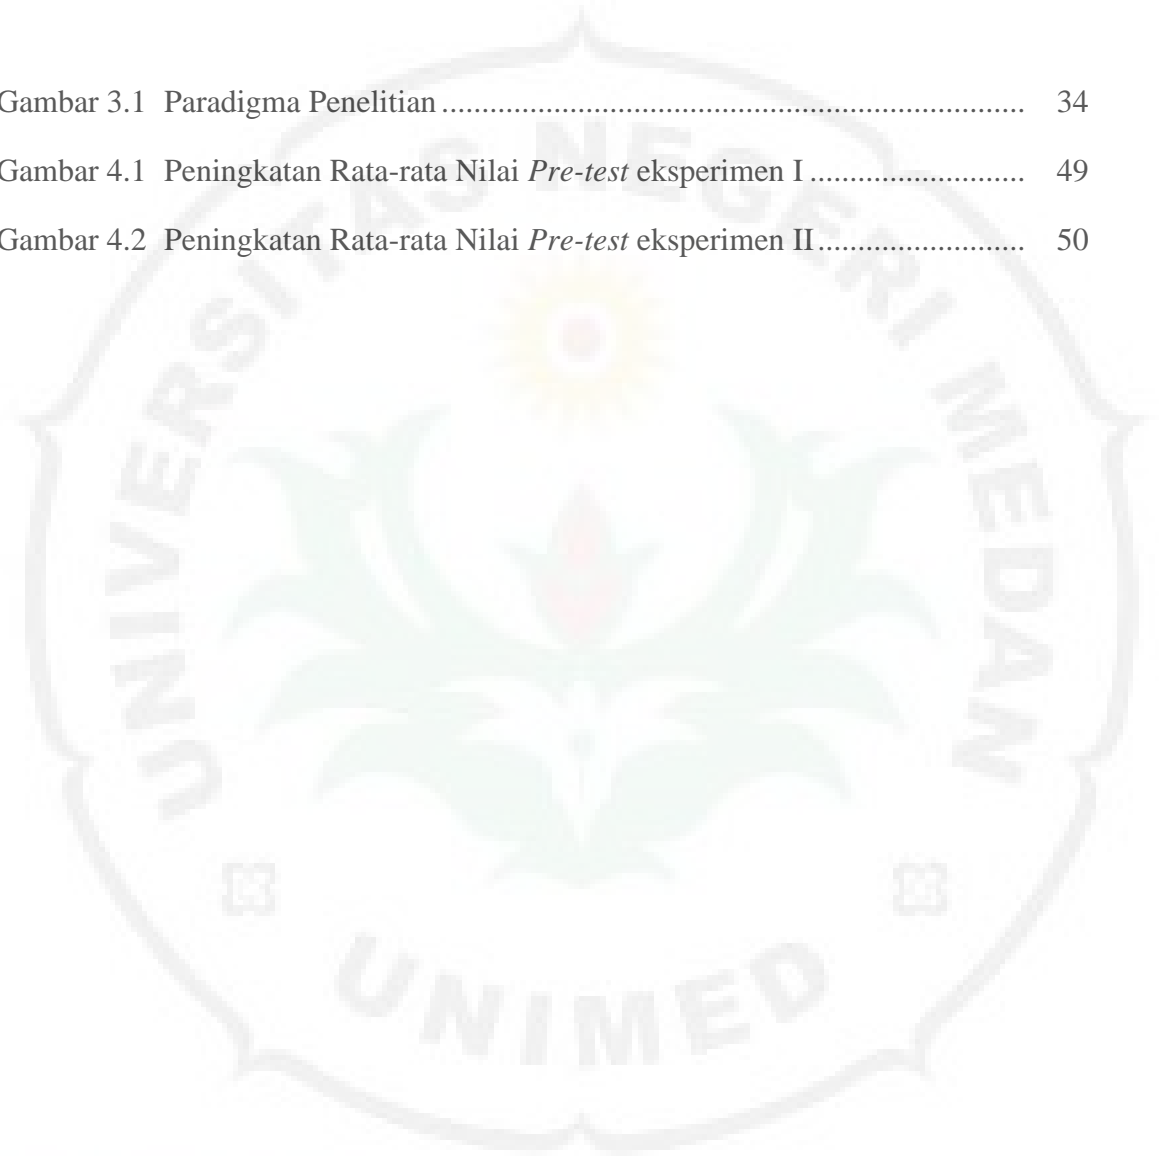 Gambar 3.1 Paradigma Penelitian ........................................................................ 34
Gambar 4.1 Peningkatan Rata-rata Nilai Pre-test eksperimen I ........................... 49
Gambar 4.2 Peningkatan Rata-rata Nilai Pre-test eksperimen II .......................... 50
UNIVERSITAS NEGERI MEDAN
UNIMED